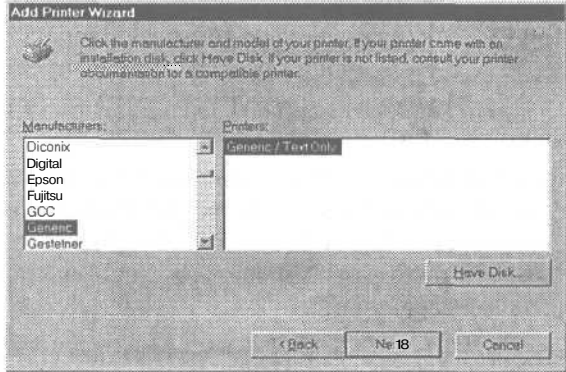 Add Printer Wizard
Click the manufacturer and model of your printer. If your printer came with an
installation disk, click Have Disk. If your printer is not listed, consult your printer
documentation for a compatible printer.
Manufacturers:
Diconix
Digital
Epson
Fujitsu
GCC
Generic
Gestetner
Printers:
Generic / Text Only
Have Disk...
< Back
Ne 18
Cancel